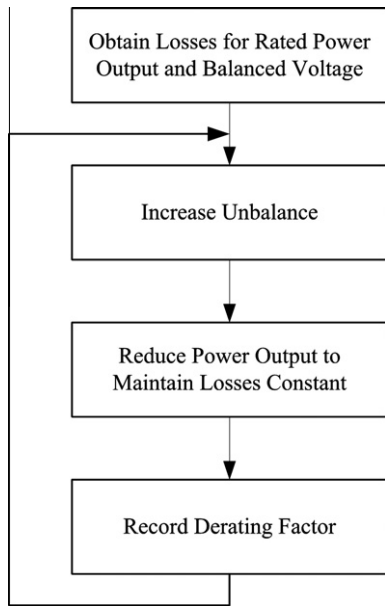 Obtain Losses for Rated Power
Output and Balanced Voltage
Increase Unbalance
Reduce Power Output to
Maintain Losses Constant
Record Derating Factor